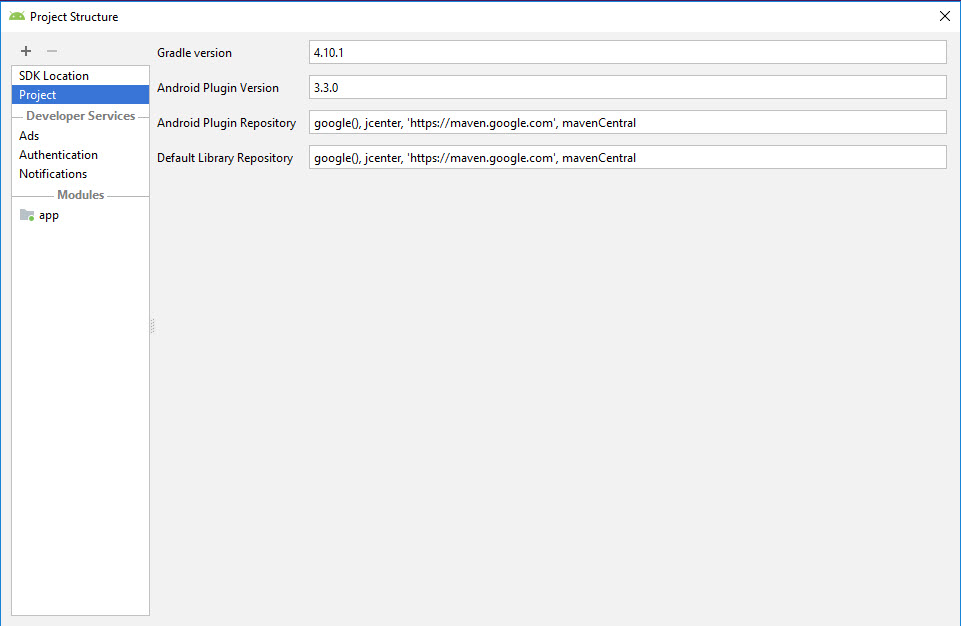 Project Structure
SDK Location
Project
Developer Services
Ads
Authentication
Notifications
Modules
app
Gradle version 4.10.1
Android Plugin Version 3.3.0
Android Plugin Repository google(), jcenter, 'https://maven.google.com', mavenCentral
Default Library Repository google(), jcenter, 'https://maven.google.com', mavenCentral